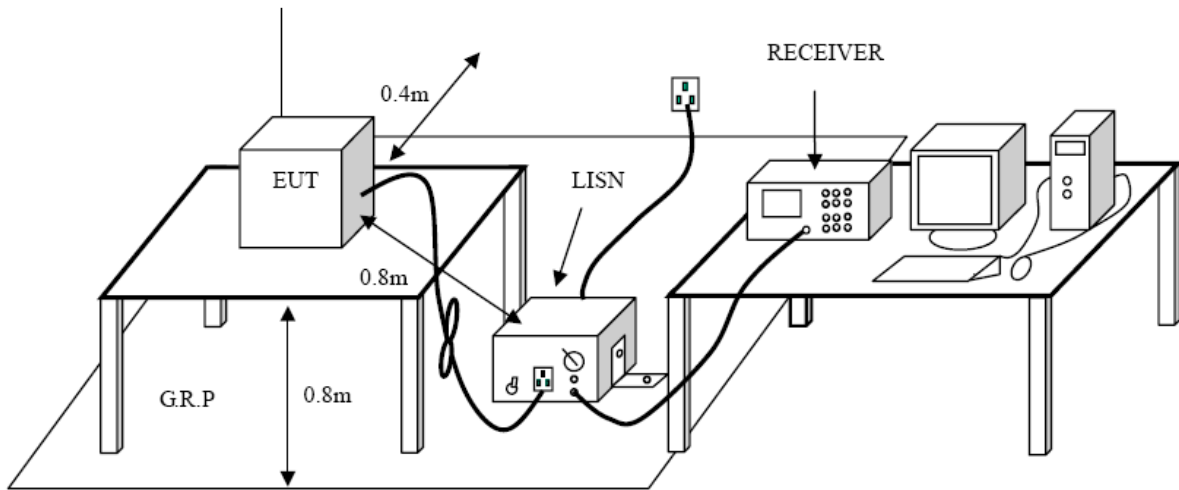 RECEIVER
0.4m
EUT
LISN
0.8m
G.R.P
0.8m